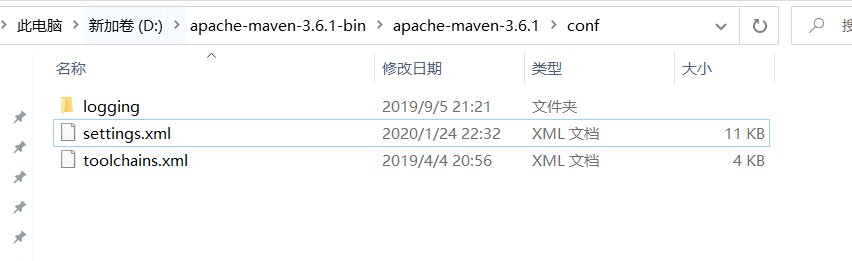 此电脑 > 新加卷 (D:) > apache-maven-3.6.1-bin > apache-maven-3.6.1 > conf
名称 修改日期 类型 大小
logging 2019/9/5 21:21 文件夹
settings.xml 2020/1/24 22:32 XML 文档 11 KB
toolchains.xml 2019/4/4 20:56 XML 文档 4 KB